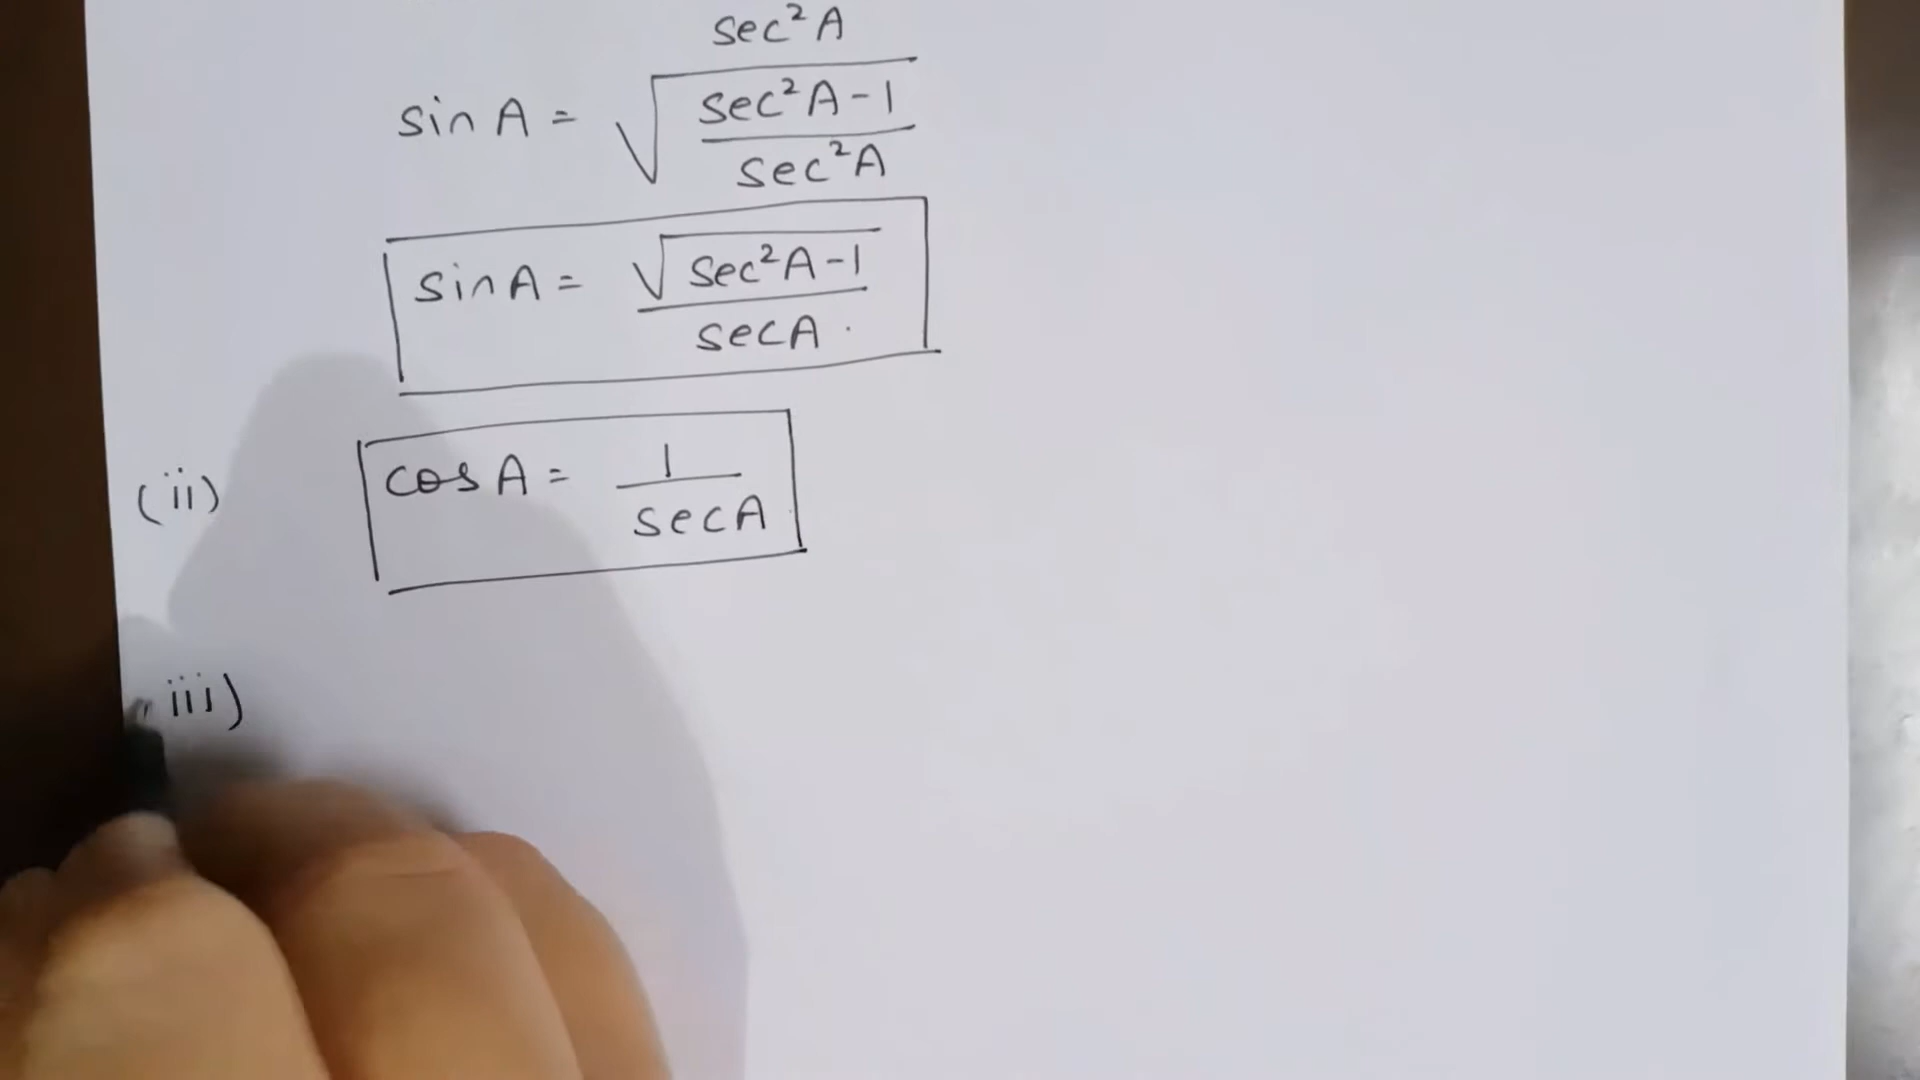 sec²A
sin A = √(sec²A-1 / sec²A)
sin A = √(sec²A-1) / secA .
(ii) cos A = 1 / secA
iii)